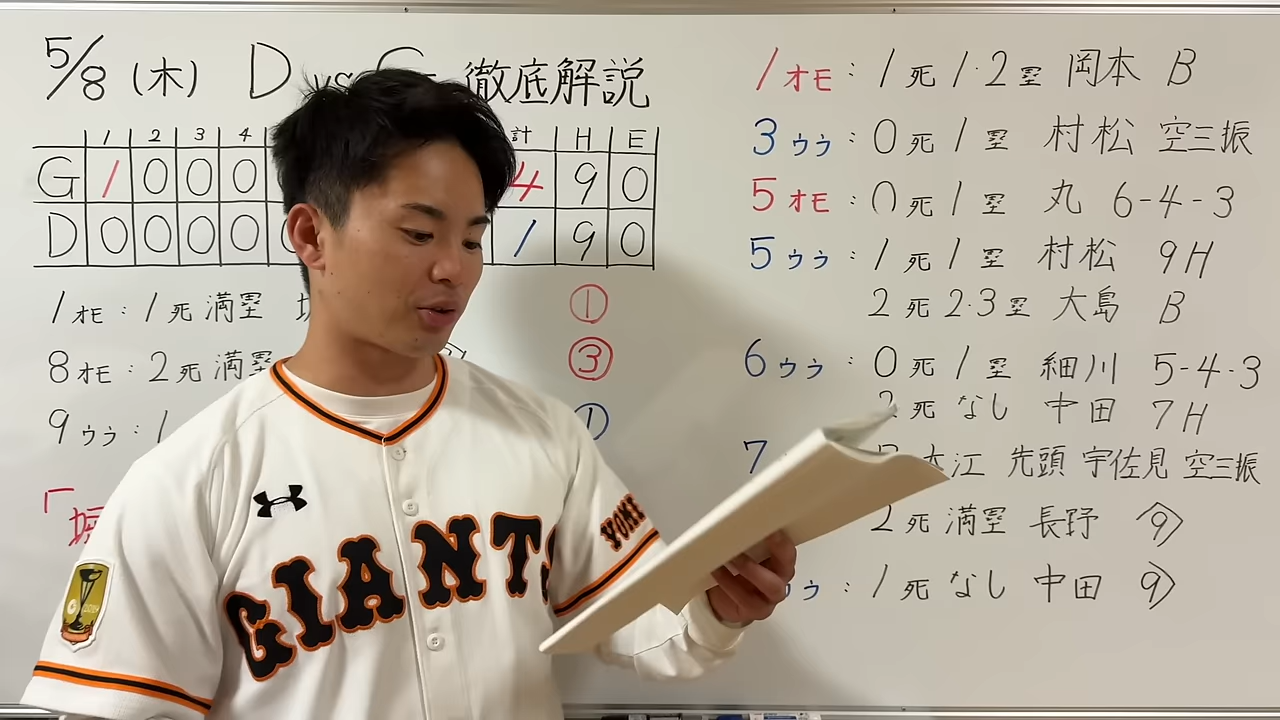 5/8 (木) D vs G 徹底解説
1 2 3 4 計 H E
G 1 0 0 0 4 9 0
D 0 0 0 0 0 1 9 0
1オモ: 1死満塁 ①
8オモ: 2死満塁 ③
9ウラ: 1 ①
「
1オモ: 1死 1・2塁 岡本 B
3ウラ: 0死 1塁 村松 空三振
5オモ: 0死 1塁 丸 6-4-3
5ウラ: 1死 1塁 村松 9H
2死 2・3塁 大島 B
6ウラ: 0死 1塁 細川 5-4-3
2死 なし 中田 7H
7 大江 先頭 宇佐見 空三振
2死 満塁 長野 9〉
ウラ: 1死 なし 中田 9〉
GIANTS